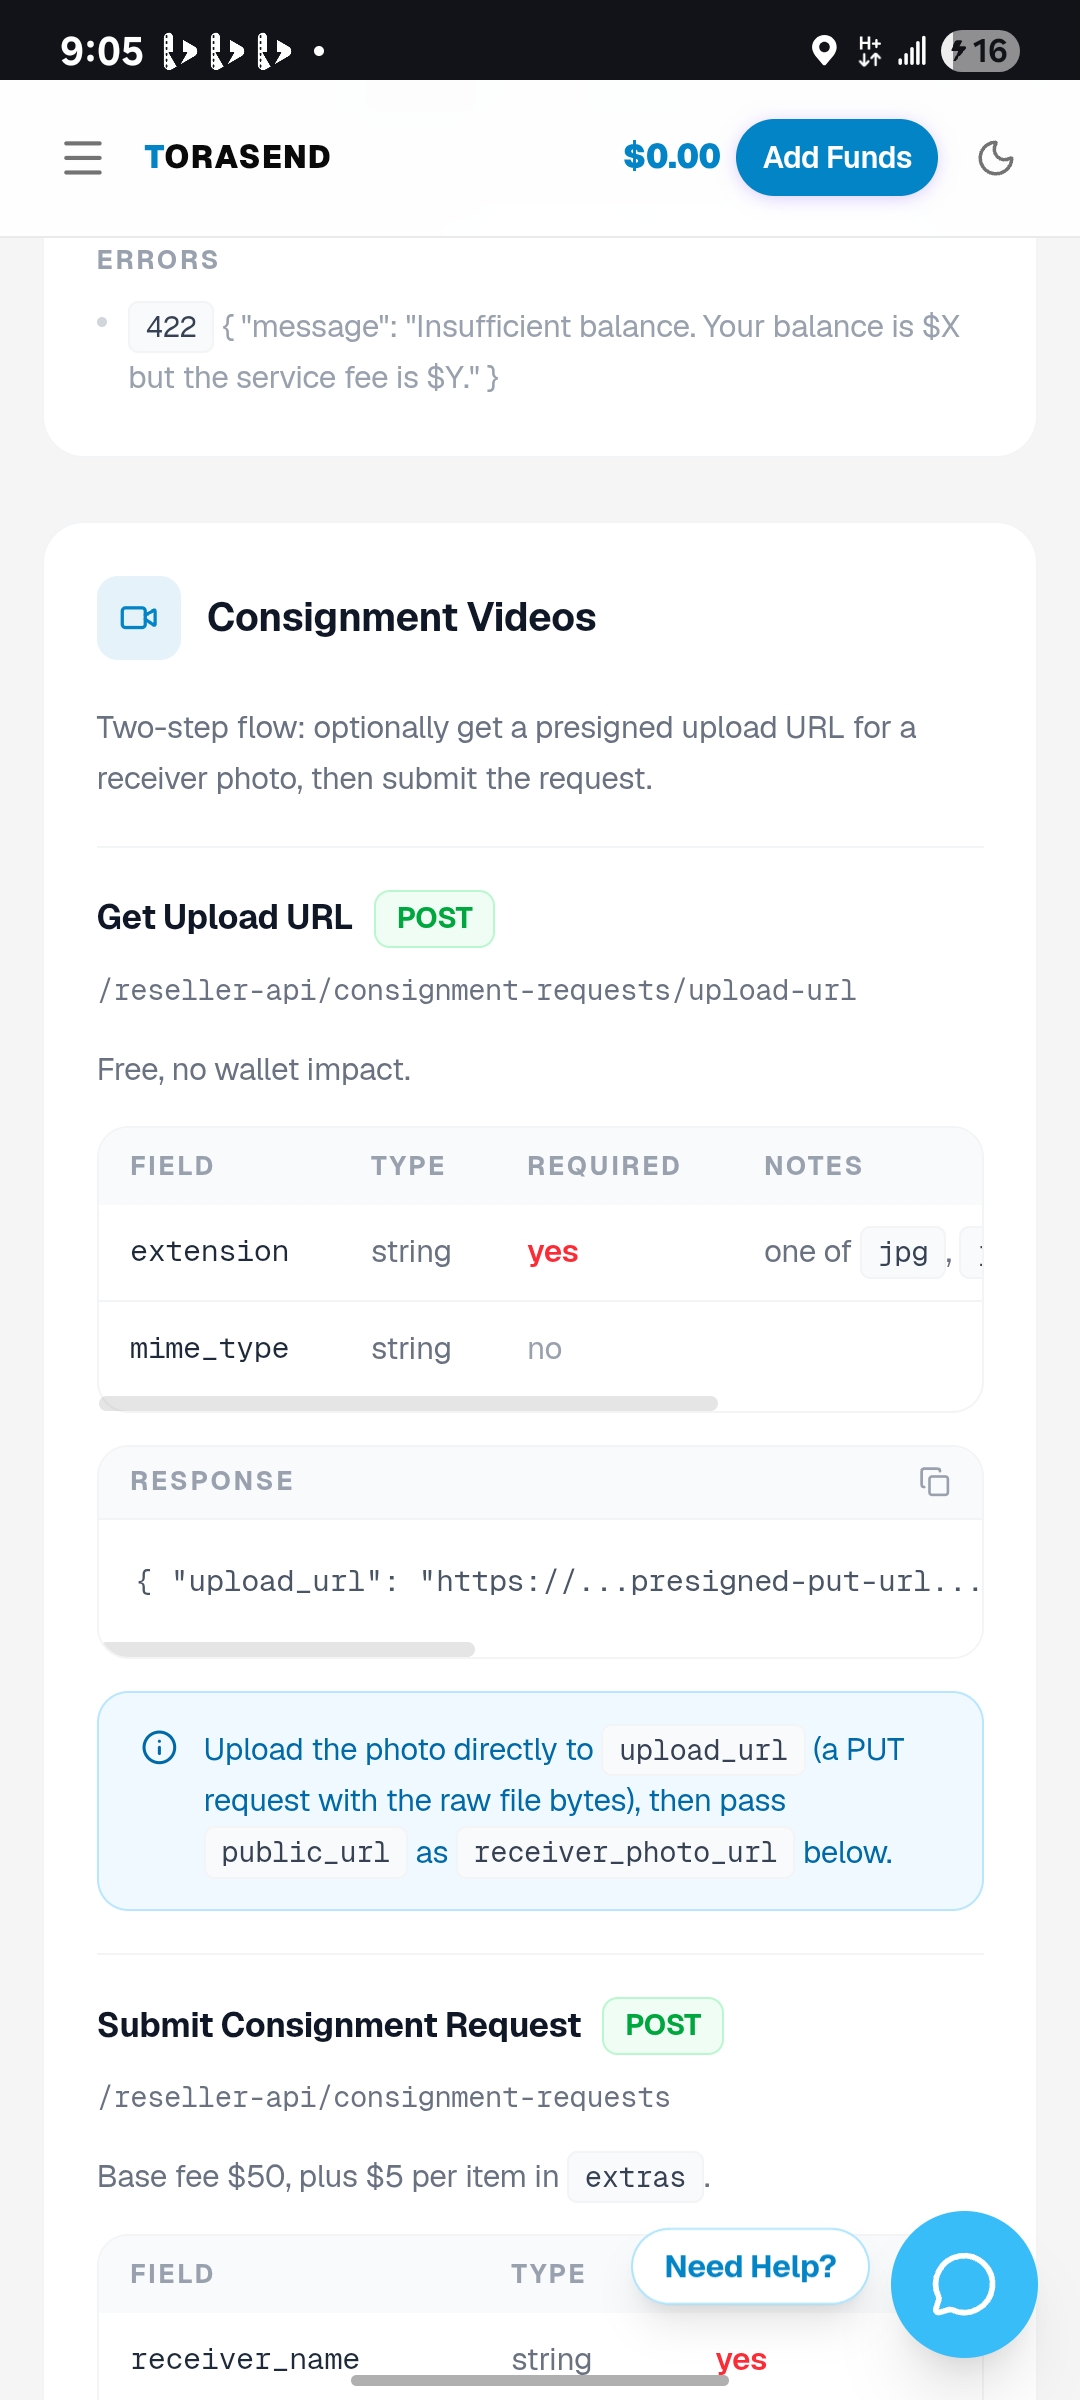 9:05
H+
16
TORASEND
$0.00
Add Funds
ERRORS
422 { "message": "Insufficient balance. Your balance is $X
but the service fee is $Y." }
Consignment Videos
Two-step flow: optionally get a presigned upload URL for a
receiver photo, then submit the request.
Get Upload URL POST
/reseller-api/consignment-requests/upload-url
Free, no wallet impact.
FIELD TYPE REQUIRED NOTES
extension string yes one of jpg ,
mime_type string no
RESPONSE
{ "upload_url": "https://...presigned-put-url...
Upload the photo directly to upload_url (a PUT
request with the raw file bytes), then pass
public_url as receiver_photo_url below.
Submit Consignment Request POST
/reseller-api/consignment-requests
Base fee $50, plus $5 per item in extras .
FIELD TYPE
Need Help?
receiver_name string yes